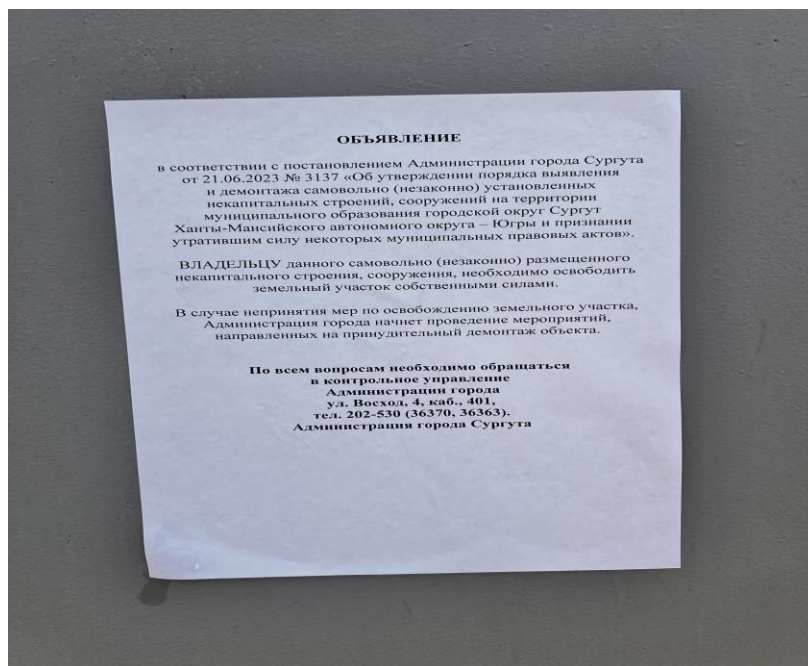 ОБЪЯВЛЕНИЕ
в соответствии с постановлением Администрации города Сургута
от 21.06.2023 № 3137 «Об утверждении порядка выявления
и демонтажа самовольно (незаконно) установленных
некапитальных строений, сооружений на территории
муниципального образования городской округ Сургут
Ханты-Мансийского автономного округа – Югры и признании
утратившим силу некоторых муниципальных правовых актов».
ВЛАДЕЛЬЦУ данного самовольно (незаконно) размещенного
некапитального строения, сооружения, необходимо освободить
земельный участок собственными силами.
В случае непринятия мер по освобождению земельного участка,
Администрация города начнет проведение мероприятий,
направленных на принудительный демонтаж объекта.
По всем вопросам необходимо обращаться
в контрольное управление
Администрации города
ул. Восход, 4, каб., 401,
тел. 202-530 (36370, 36363).
Администрация города Сургута